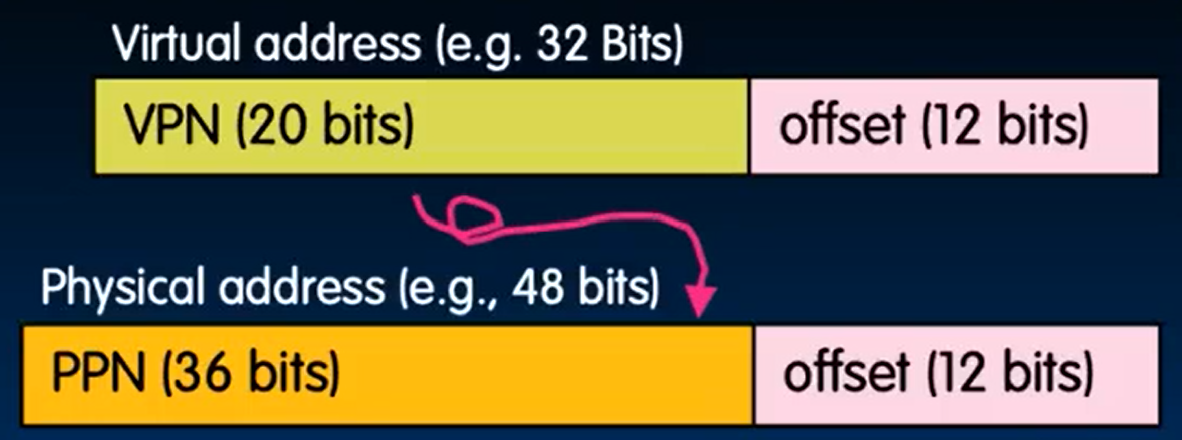 Virtual address (e.g. 32 Bits)
VPN (20 bits) offset (12 bits)
Physical address (e.g., 48 bits)
PPN (36 bits) offset (12 bits)